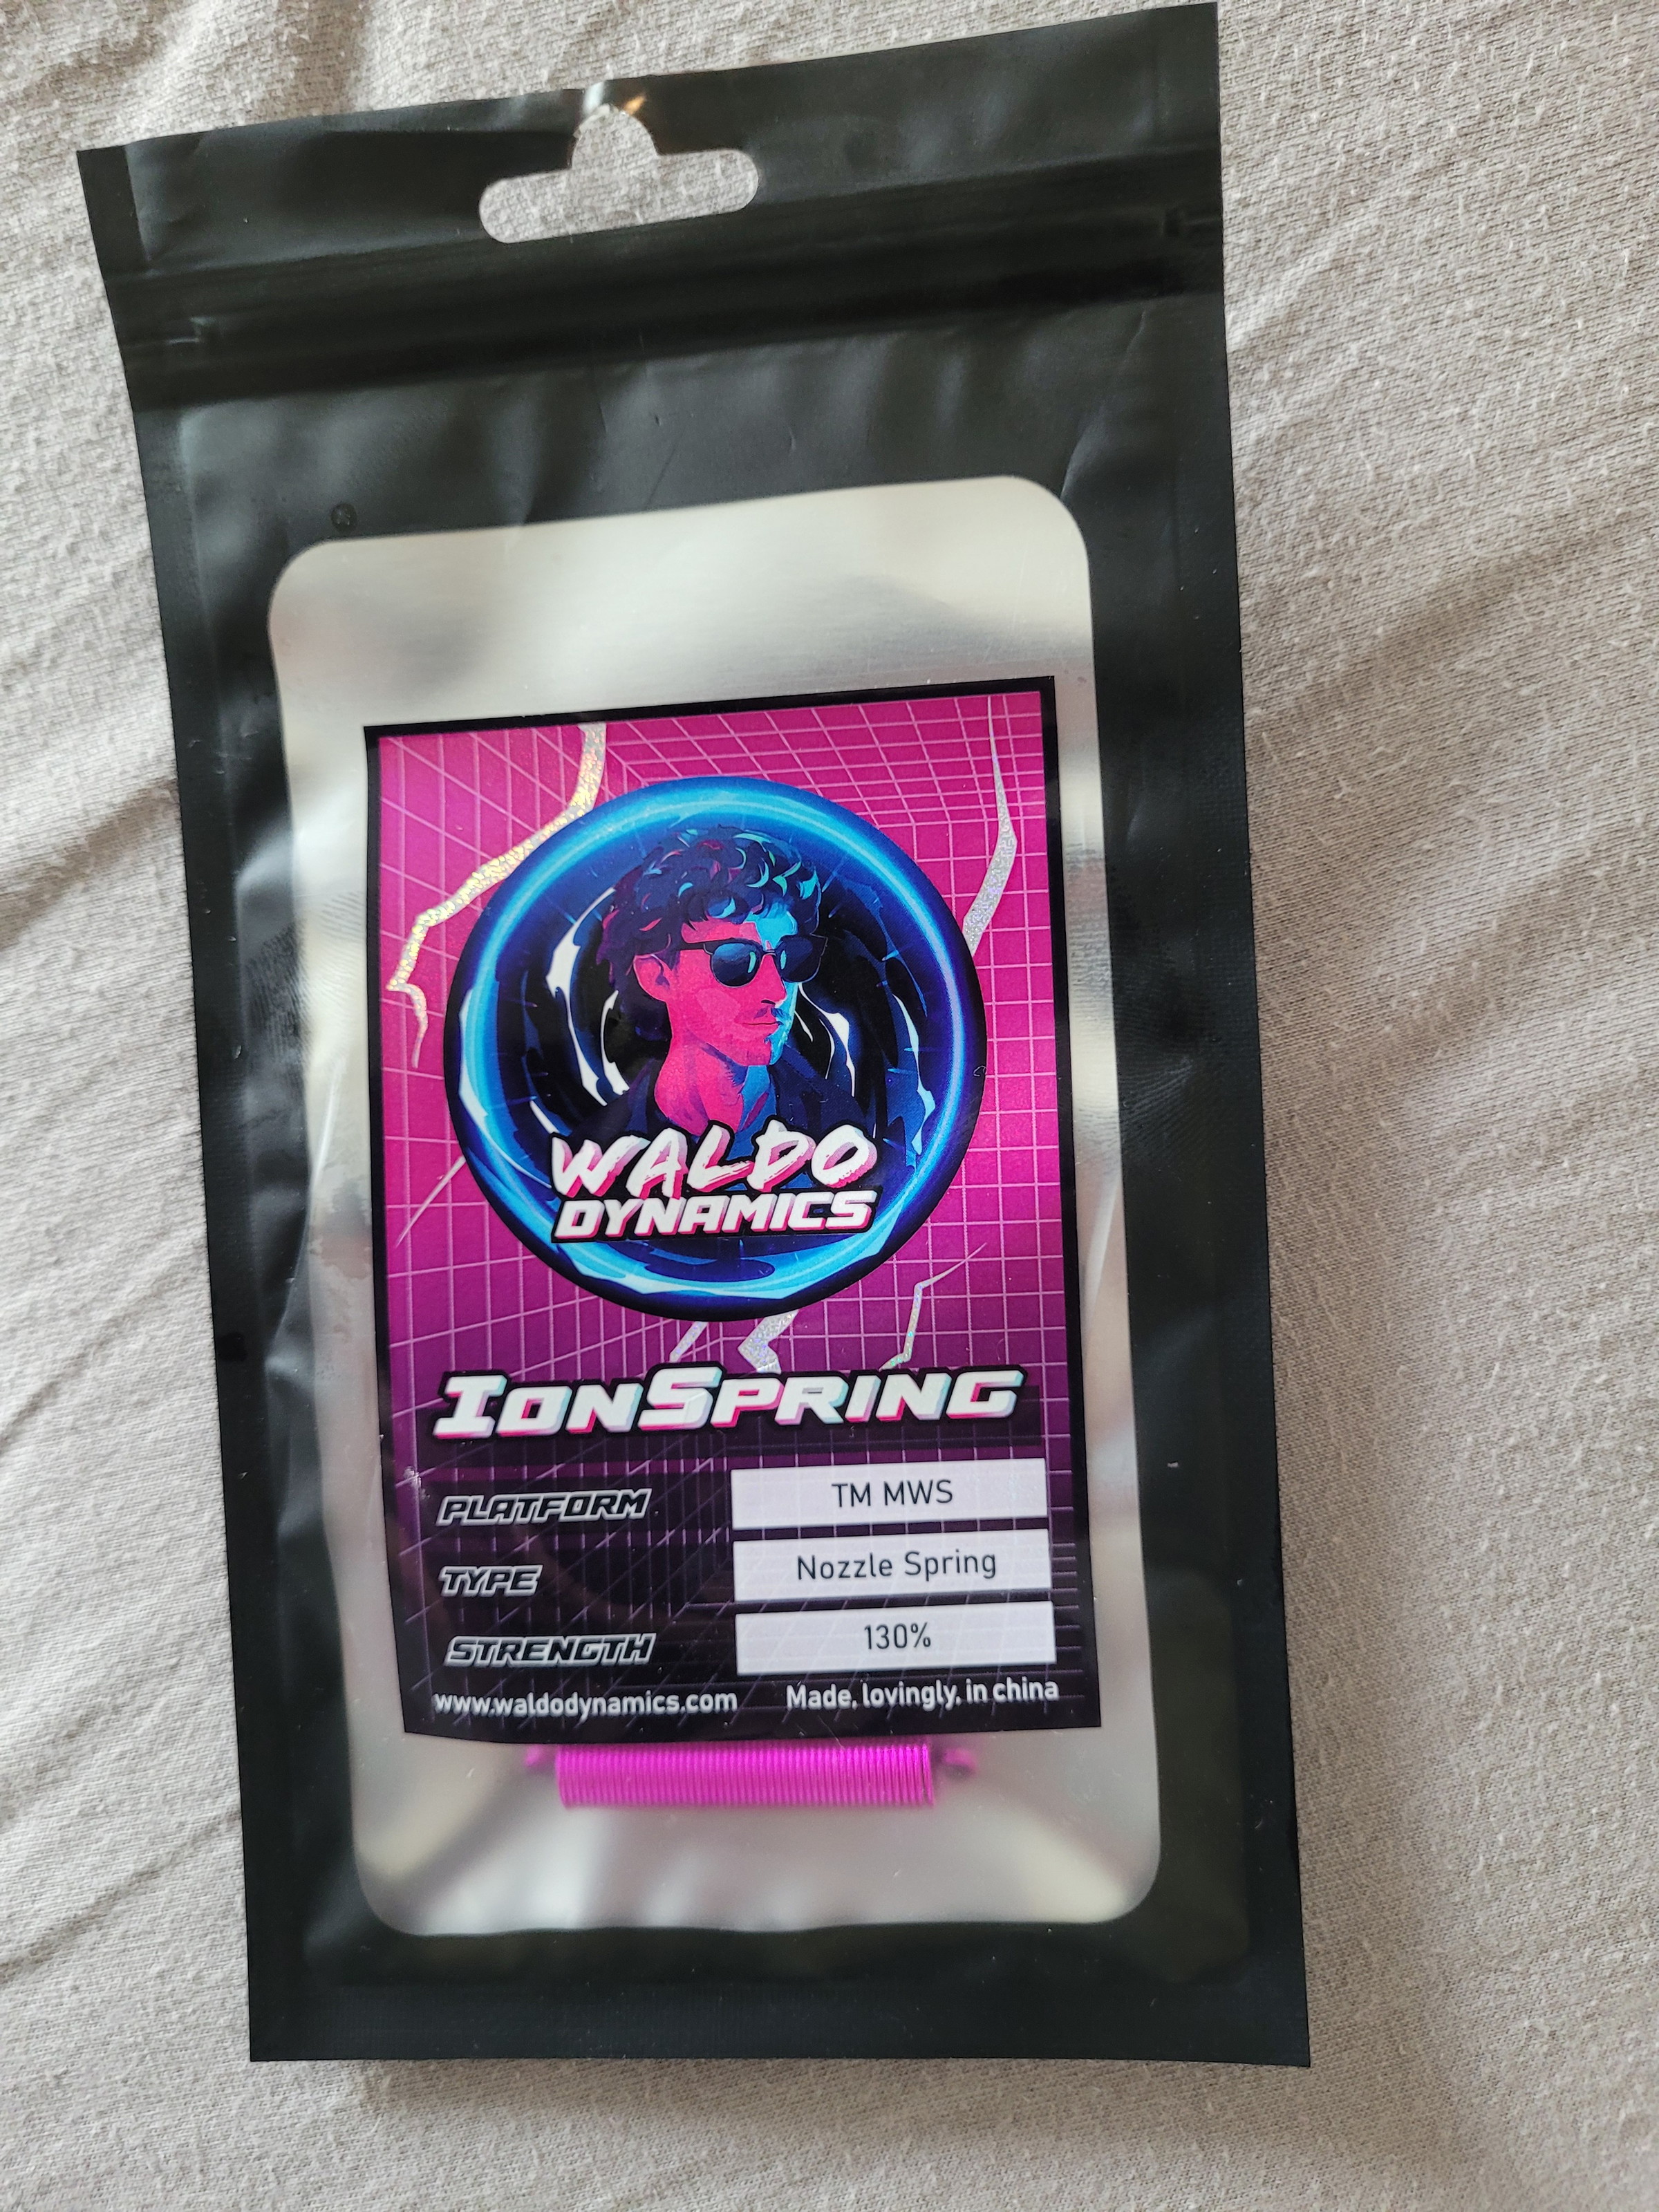 WALDO
DYNAMICS
IONSPRING
PLATFORM TM MWS
TYPE Nozzle Spring
STRENGTH 130%
www.waldodynamics.com Made, lovingly, in china